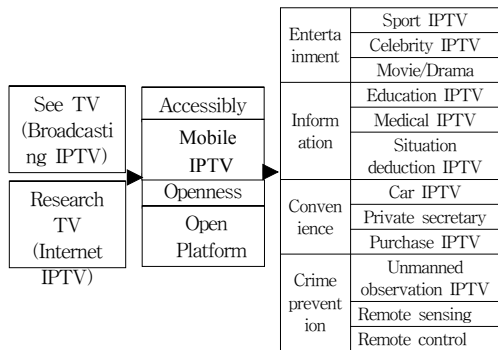 See TV
(Broadcasti
ng IPTV)
Research
TV
(Internet
IPTV)
Accessibly
Mobile
IPTV
Openness
Open
Platform
Enterta
inment
Sport IPTV
Celebrity IPTV
Movie/Drama
Inform
ation
Education IPTV
Medical IPTV
Situation
deduction IPTV
Conven
ience
Car IPTV
Private secretary
Purchase IPTV
Crime
prevent
ion
Unmanned
observation IPTV
Remote sensing
Remote control